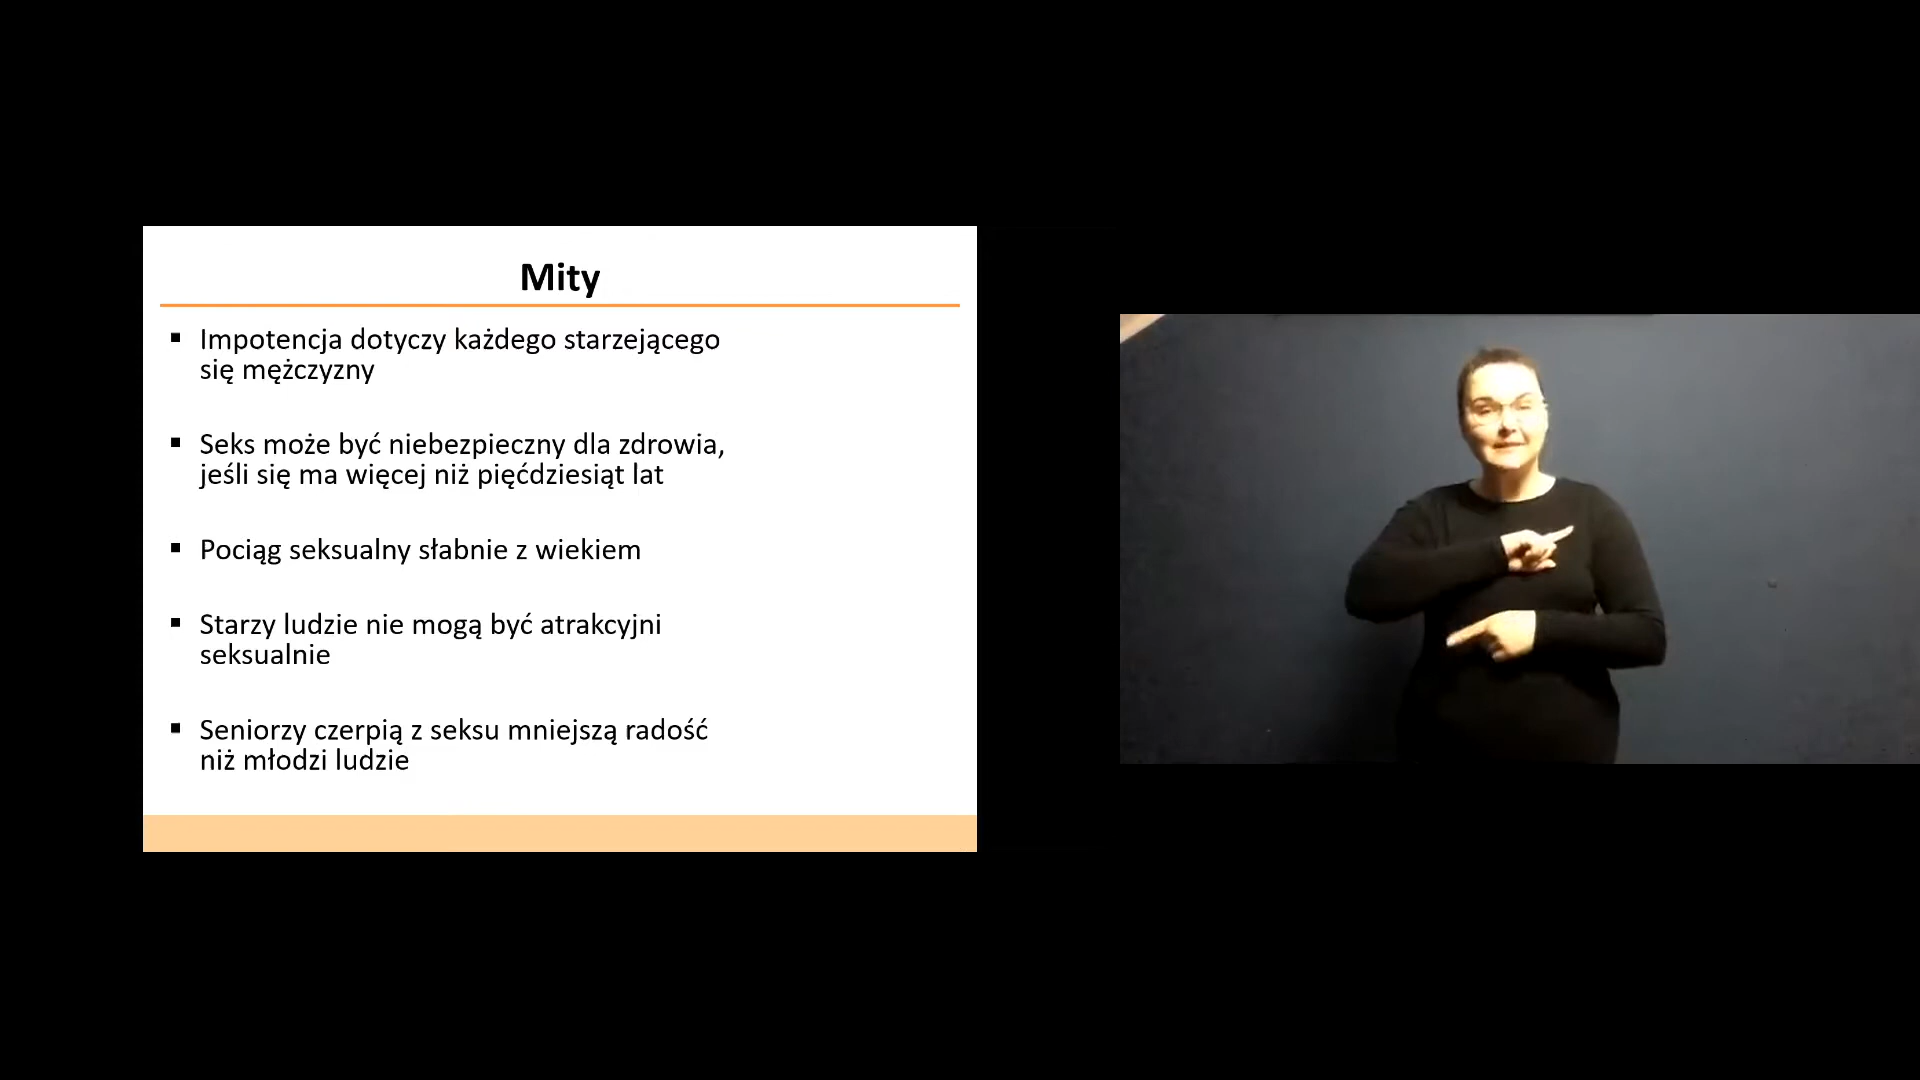 Mity
▪ Impotencja dotyczy każdego starzejącego
się mężczyzny
▪ Seks może być niebezpieczny dla zdrowia,
jeśli się ma więcej niż pięćdziesiąt lat
▪ Pociąg seksualny słabnie z wiekiem
▪ Starzy ludzie nie mogą być atrakcyjni
seksualnie
▪ Seniorzy czerpią z seksu mniejszą radość
niż młodzi ludzie